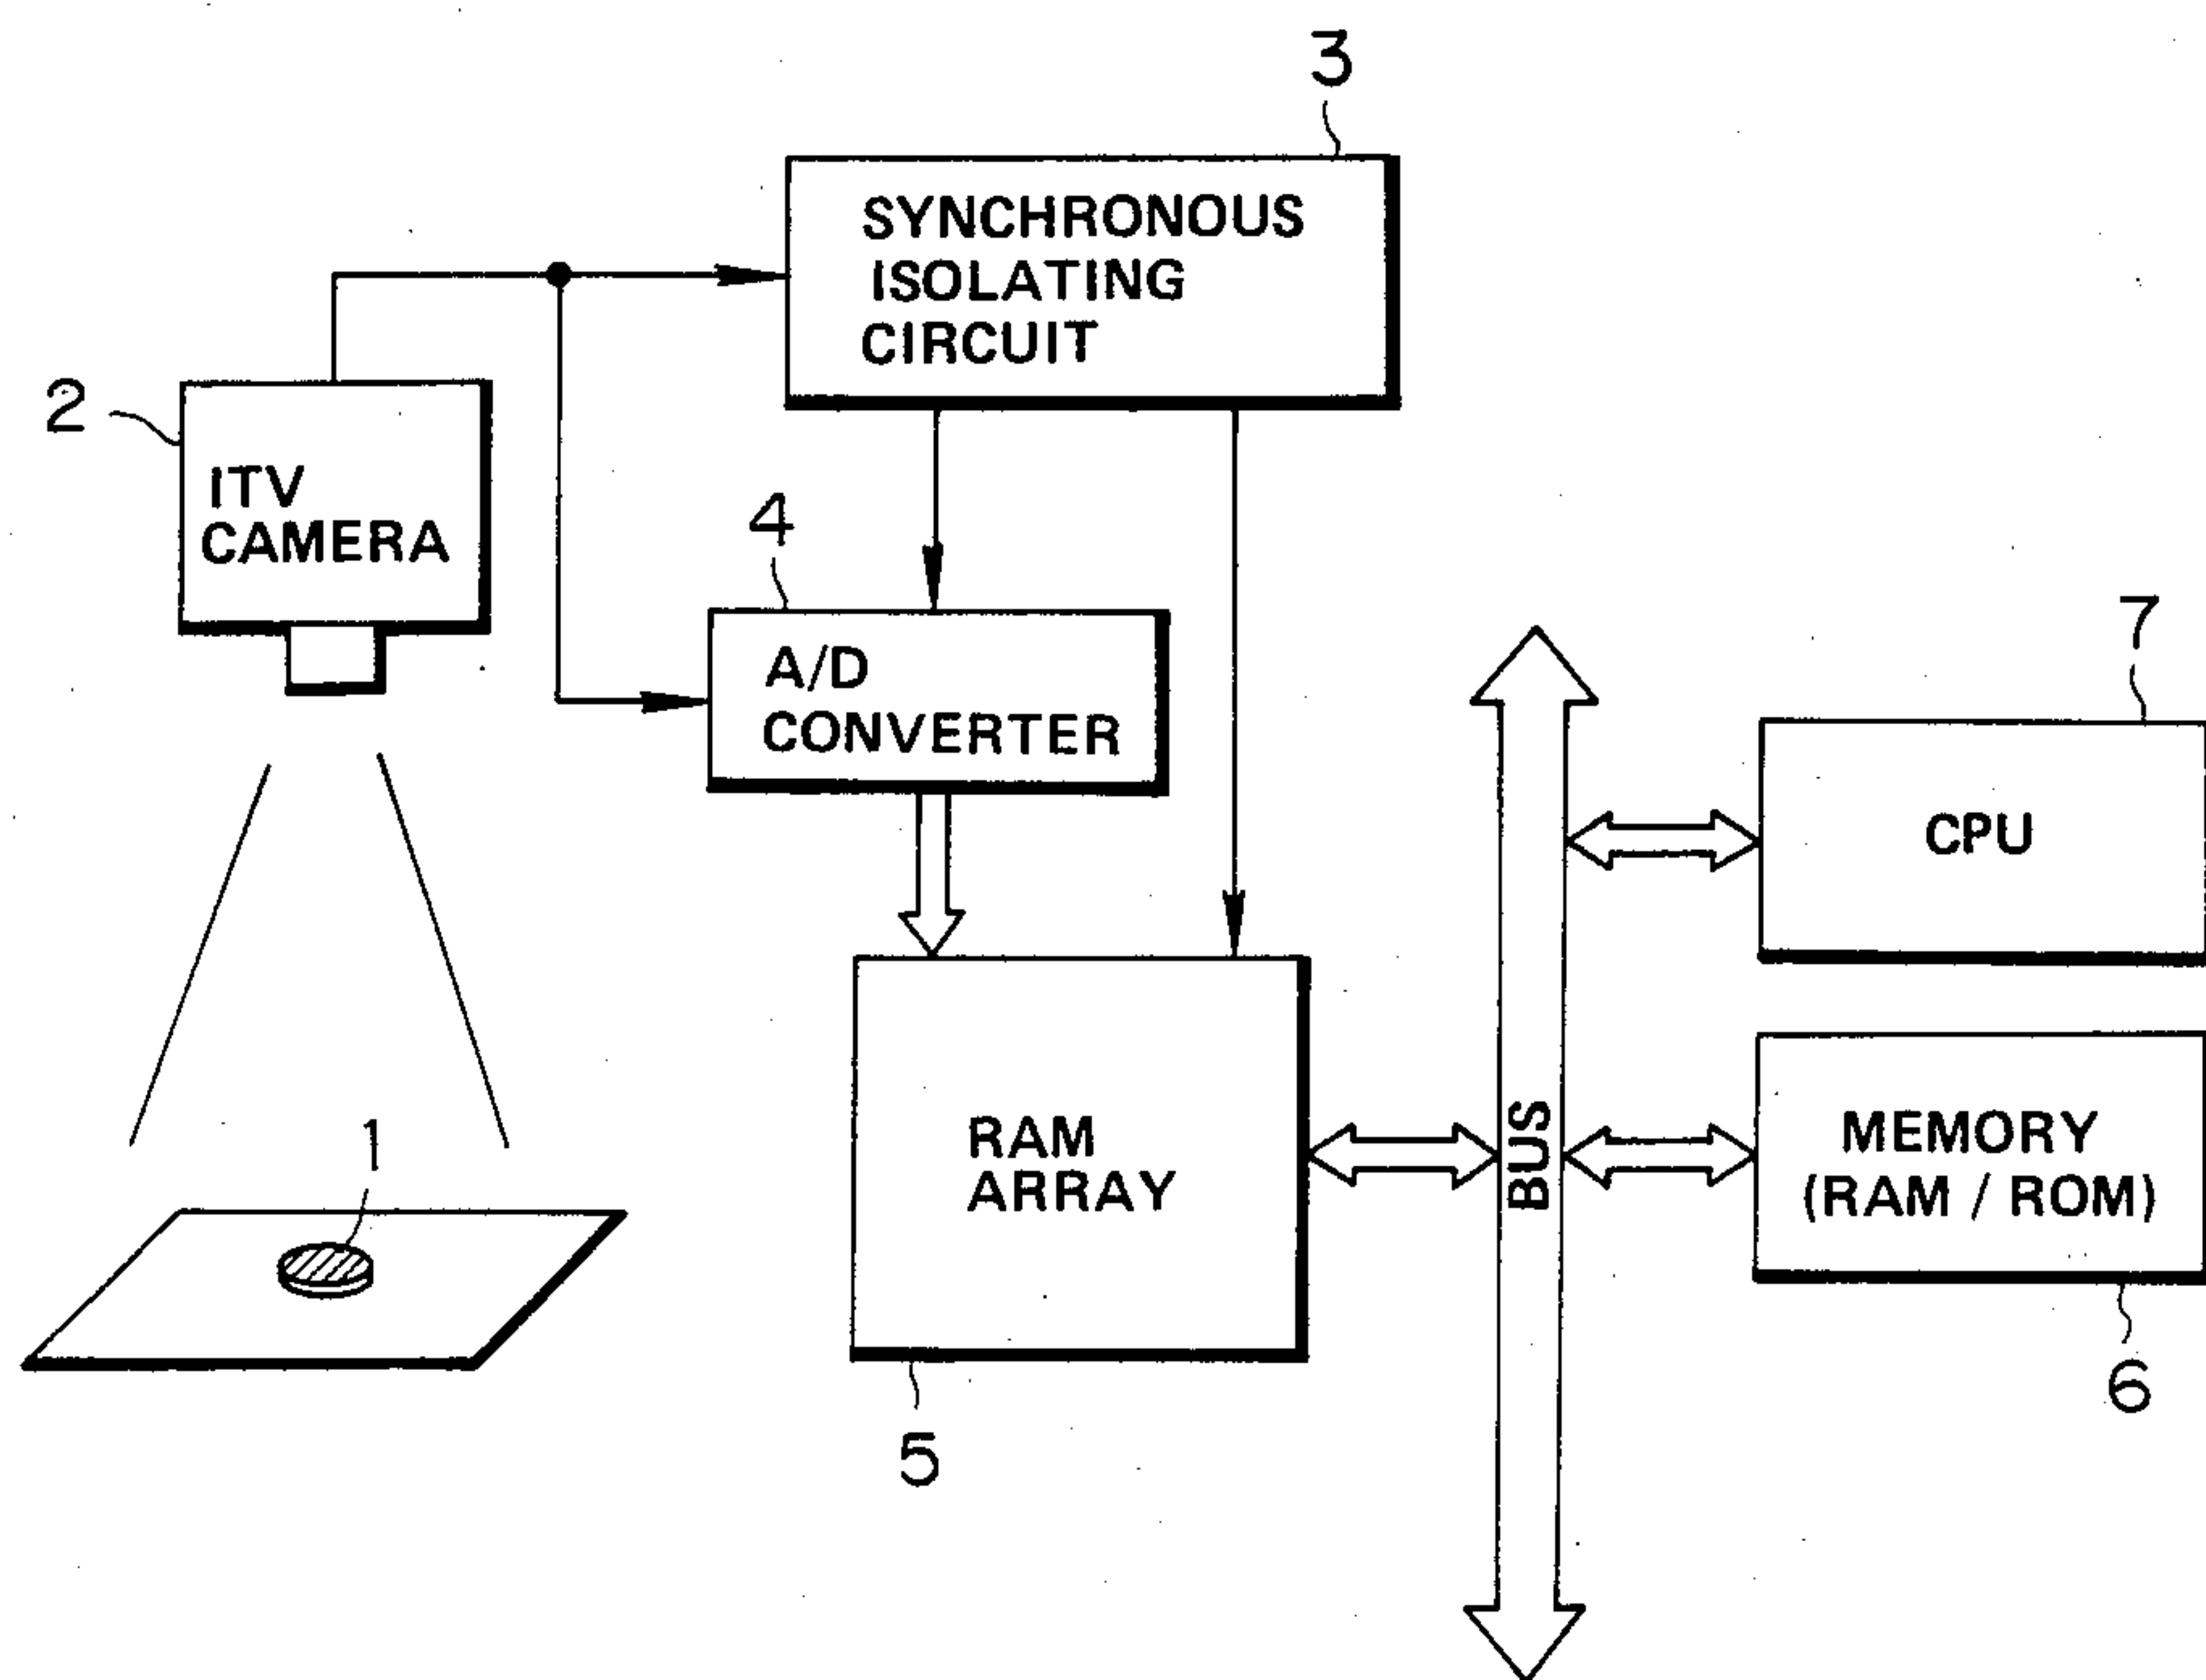 3
SYNCHRONOUS
ISOLATING
CIRCUIT
2
ITV
CAMERA
4
A/D
CONVERTER
7
CPU
1
RAM
ARRAY
BUS
MEMORY
(RAM / ROM)
6
5